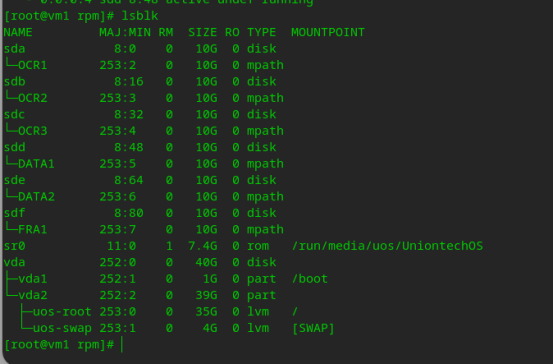 [root@vm1 rpm]# lsblk
NAME MAJ:MIN RM SIZE RO TYPE MOUNTPOINT
sda 8:0 0 10G 0 disk
└─OCR1 253:2 0 10G 0 mpath
sdb 8:16 0 10G 0 disk
└─OCR2 253:3 0 10G 0 mpath
sdc 8:32 0 10G 0 disk
└─OCR3 253:4 0 10G 0 mpath
sdd 8:48 0 10G 0 disk
└─DATA1 253:5 0 10G 0 mpath
sde 8:64 0 10G 0 disk
└─DATA2 253:6 0 10G 0 mpath
sdf 8:80 0 10G 0 disk
└─FRA1 253:7 0 10G 0 mpath
sr0 11:0 1 7.4G 0 rom /run/media/uos/UniontechOS
vda 252:0 0 40G 0 disk
├─vda1 252:1 0 1G 0 part /boot
└─vda2 252:2 0 39G 0 part
├─uos-root 253:0 0 35G 0 lvm /
└─uos-swap 253:1 0 4G 0 lvm [SWAP]
[root@vm1 rpm]#